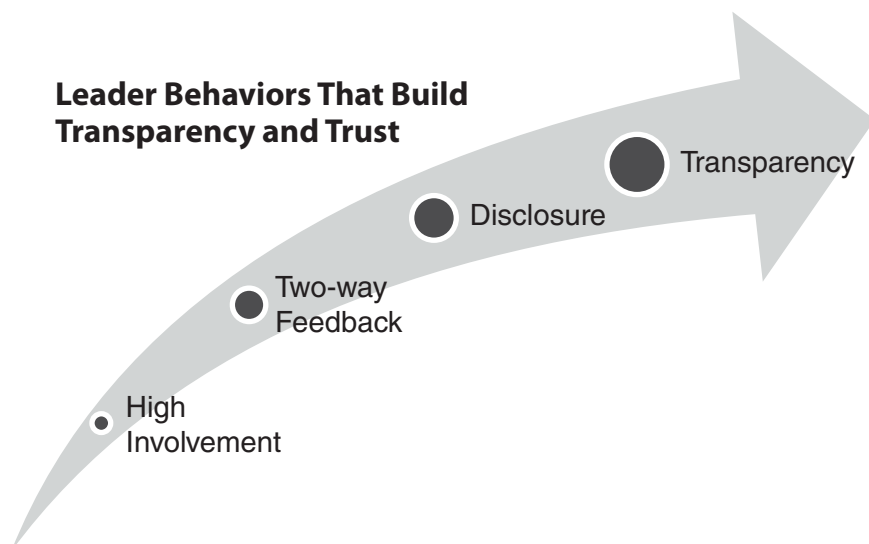 Leader Behaviors That Build
Transparency and Trust
Transparency
Disclosure
Two-way
Feedback
High
Involvement